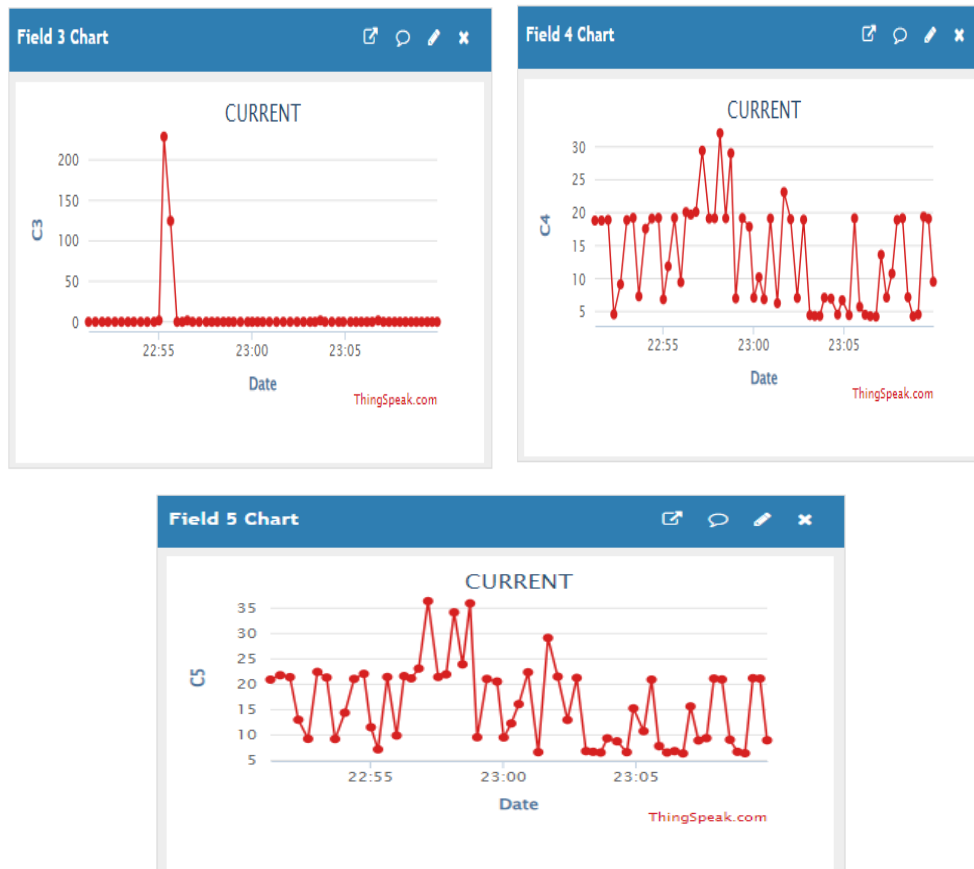 Field 3 Chart
CURRENT
200
150
100
50
0
C3
22:55 23:00 23:05
Date
ThingSpeak.com
Field 4 Chart
CURRENT
30
25
20
15
10
5
C4
22:55 23:00 23:05
Date
ThingSpeak.com
Field 5 Chart
CURRENT
35
30
25
20
15
10
5
C5
22:55 23:00 23:05
Date
ThingSpeak.com